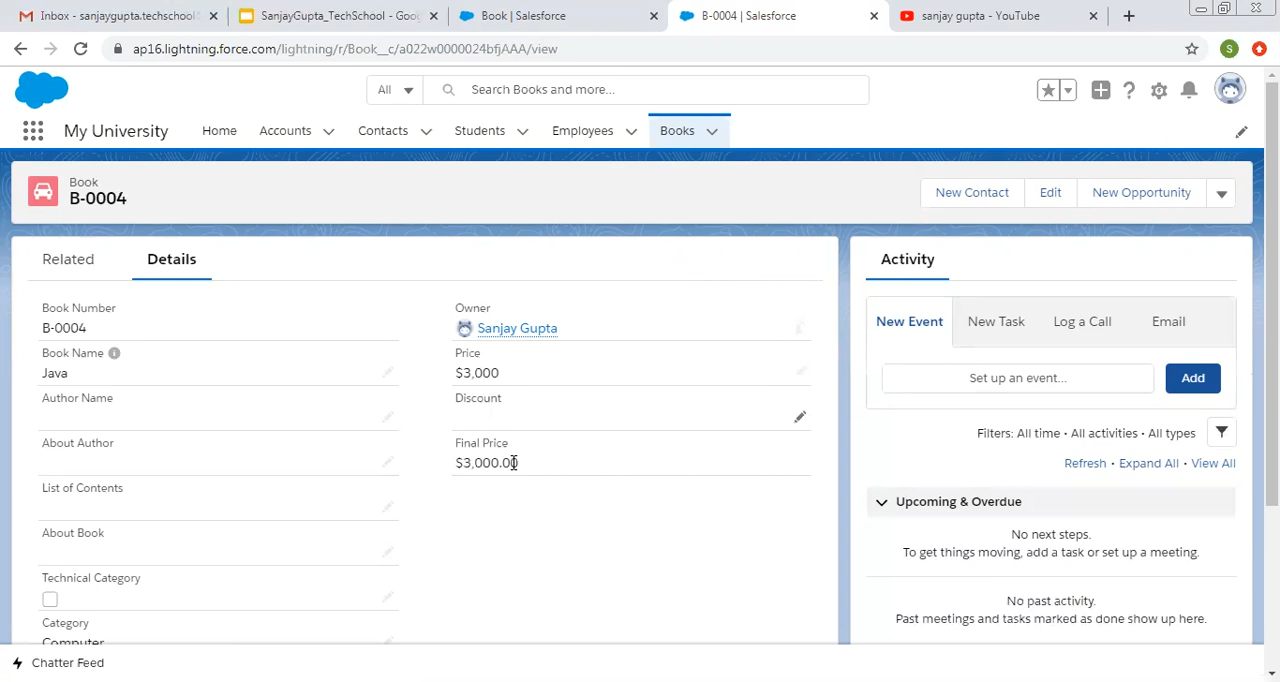 Inbox - sanjaygupta.techschool
SanjayGupta_TechSchool - Goo
Book | Salesforce
B-0004 | Salesforce
sanjay gupta - YouTube
ap16.lightning.force.com/lightning/r/Book__c/a022w0000024bfjAAA/view
S
All
Search Books and more...
My University
Home
Accounts
Contacts
Students
Employees
Books
Book
B-0004
New Contact
Edit
New Opportunity
Related
Details
Book Number
B-0004
Book Name
Java
Author Name
About Author
List of Contents
About Book
Technical Category
Category
Computer
Owner
Sanjay Gupta
Price
$3,000
Discount
Final Price
$3,000.00
Activity
New Event
New Task
Log a Call
Email
Set up an event...
Add
Filters: All time • All activities • All types
Refresh • Expand All • View All
Upcoming & Overdue
No next steps.
To get things moving, add a task or set up a meeting.
No past activity.
Past meetings and tasks marked as done show up here.
Chatter Feed